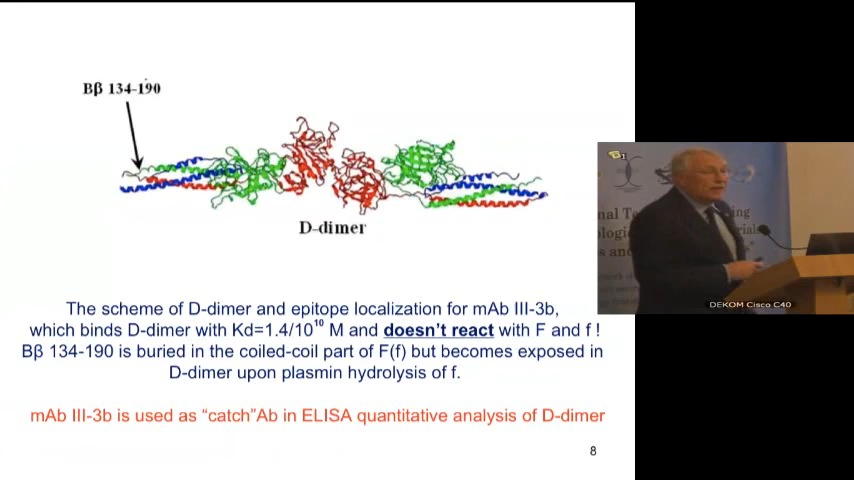 Bβ 134-190
D-dimer
The scheme of D-dimer and epitope localization for mAb III-3b,
which binds D-dimer with Kd=1.4/10¹⁰ M and doesn't react with F and f !
Bβ 134-190 is buried in the coiled-coil part of F(f) but becomes exposed in
D-dimer upon plasmin hydrolysis of f.
mAb III-3b is used as “catch”Ab in ELISA quantitative analysis of D-dimer
8
DEKOM Cisco C40